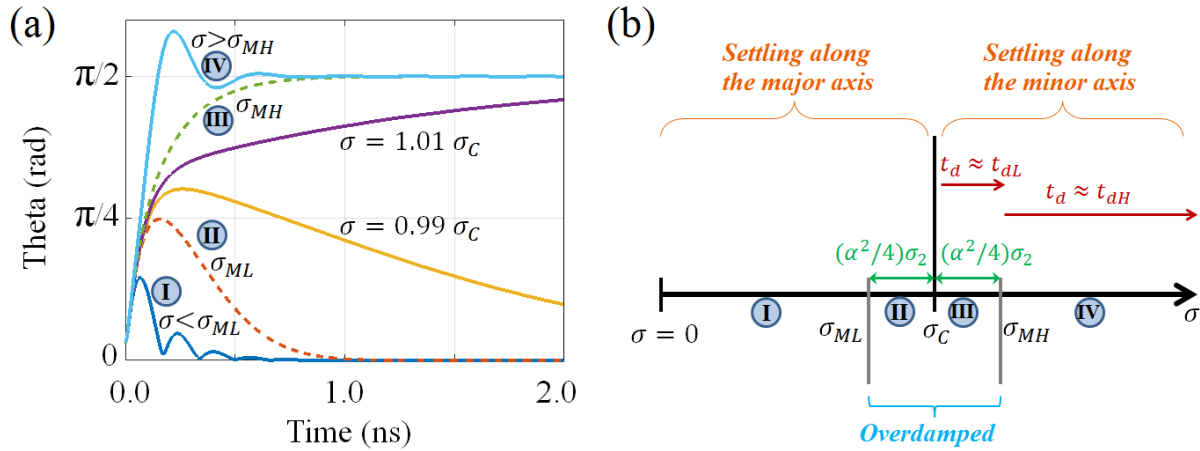 (a)
π/2
π/4
0
Theta (rad)
0.0
1.0
2.0
Time (ns)
σ>σ_MH
IV
III
σ_MH
σ = 1.01 σ_C
σ = 0.99 σ_C
II
σ_ML
I
σ<σ_ML
(b)
Settling along
the major axis
Settling along
the minor axis
t_d ≈ t_dL
t_d ≈ t_dH
(α²/4)σ₂
(α²/4)σ₂
I
II
III
IV
σ
σ = 0
σ_ML
σ_C
σ_MH
Overdamped